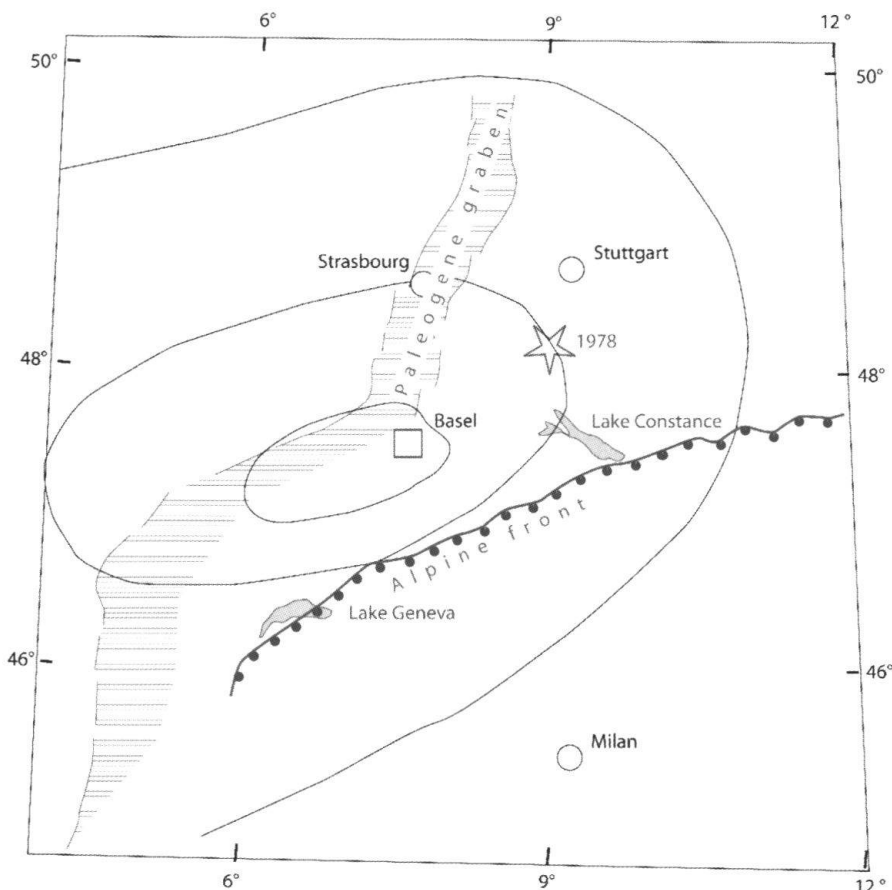 6°
9°
12°
50°
50°
Paleogene graben
Strasbourg
Stuttgart
1978
48°
48°
Basel
Lake Constance
Alpine front
Lake Geneva
46°
46°
Milan
6°
9°
12°